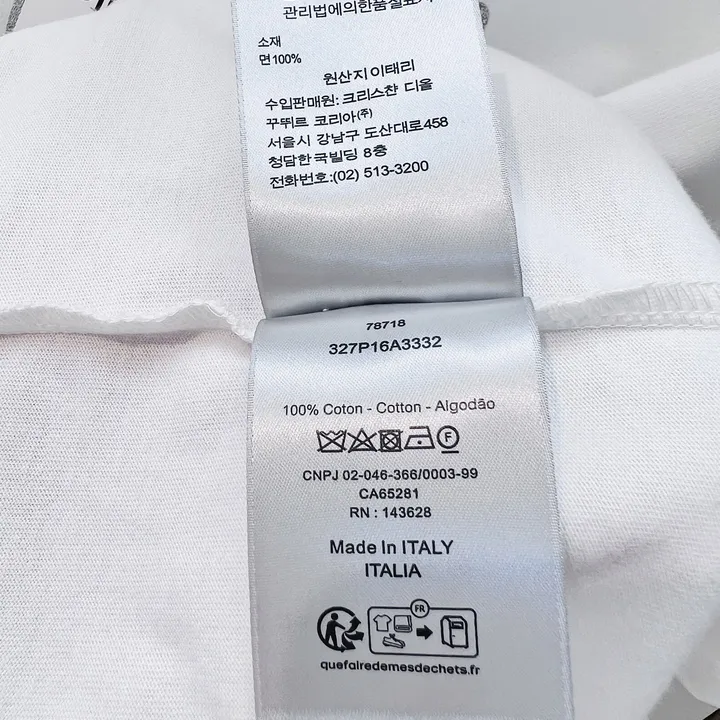 관리법에의한품질표시
소재
면100%
원산지이태리
수입판매원: 크리스챤 디올
꾸뛰르 코리아(주)
서울시 강남구 도산대로458
청담한국빌딩 8층
전화번호:(02) 513-3200
78718
327P16A3332
100% Coton - Cotton - Algodão
F
CNPJ 02-046-366/0003-99
CA65281
RN : 143628
Made In ITALY
ITALIA
FR
quefairedemesdechets.fr